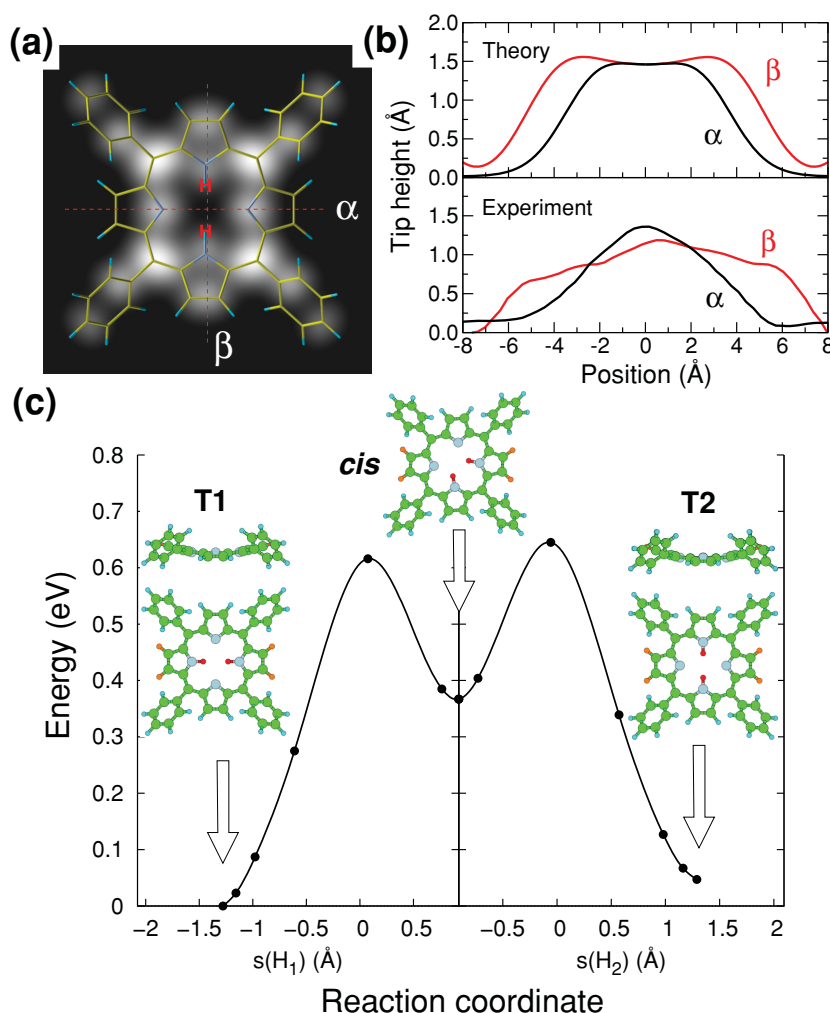 (a)
H
H
α
β
(b)
2.0
1.5
1.0
0.5
0.0
Theory
β
α
1.5
1.0
0.5
0.0
Experiment
β
α
Tip height (Å)
-8 -6 -4 -2 0 2 4 6 8
Position (Å)
(c)
cis
T1
T2
0.8
0.7
0.6
0.5
0.4
0.3
0.2
0.1
0
Energy (eV)
−2 −1.5 −1 −0.5 0 0.5 −0.5 0 0.5 1 1.5 2
s(H1) (Å) s(H2) (Å)
Reaction coordinate